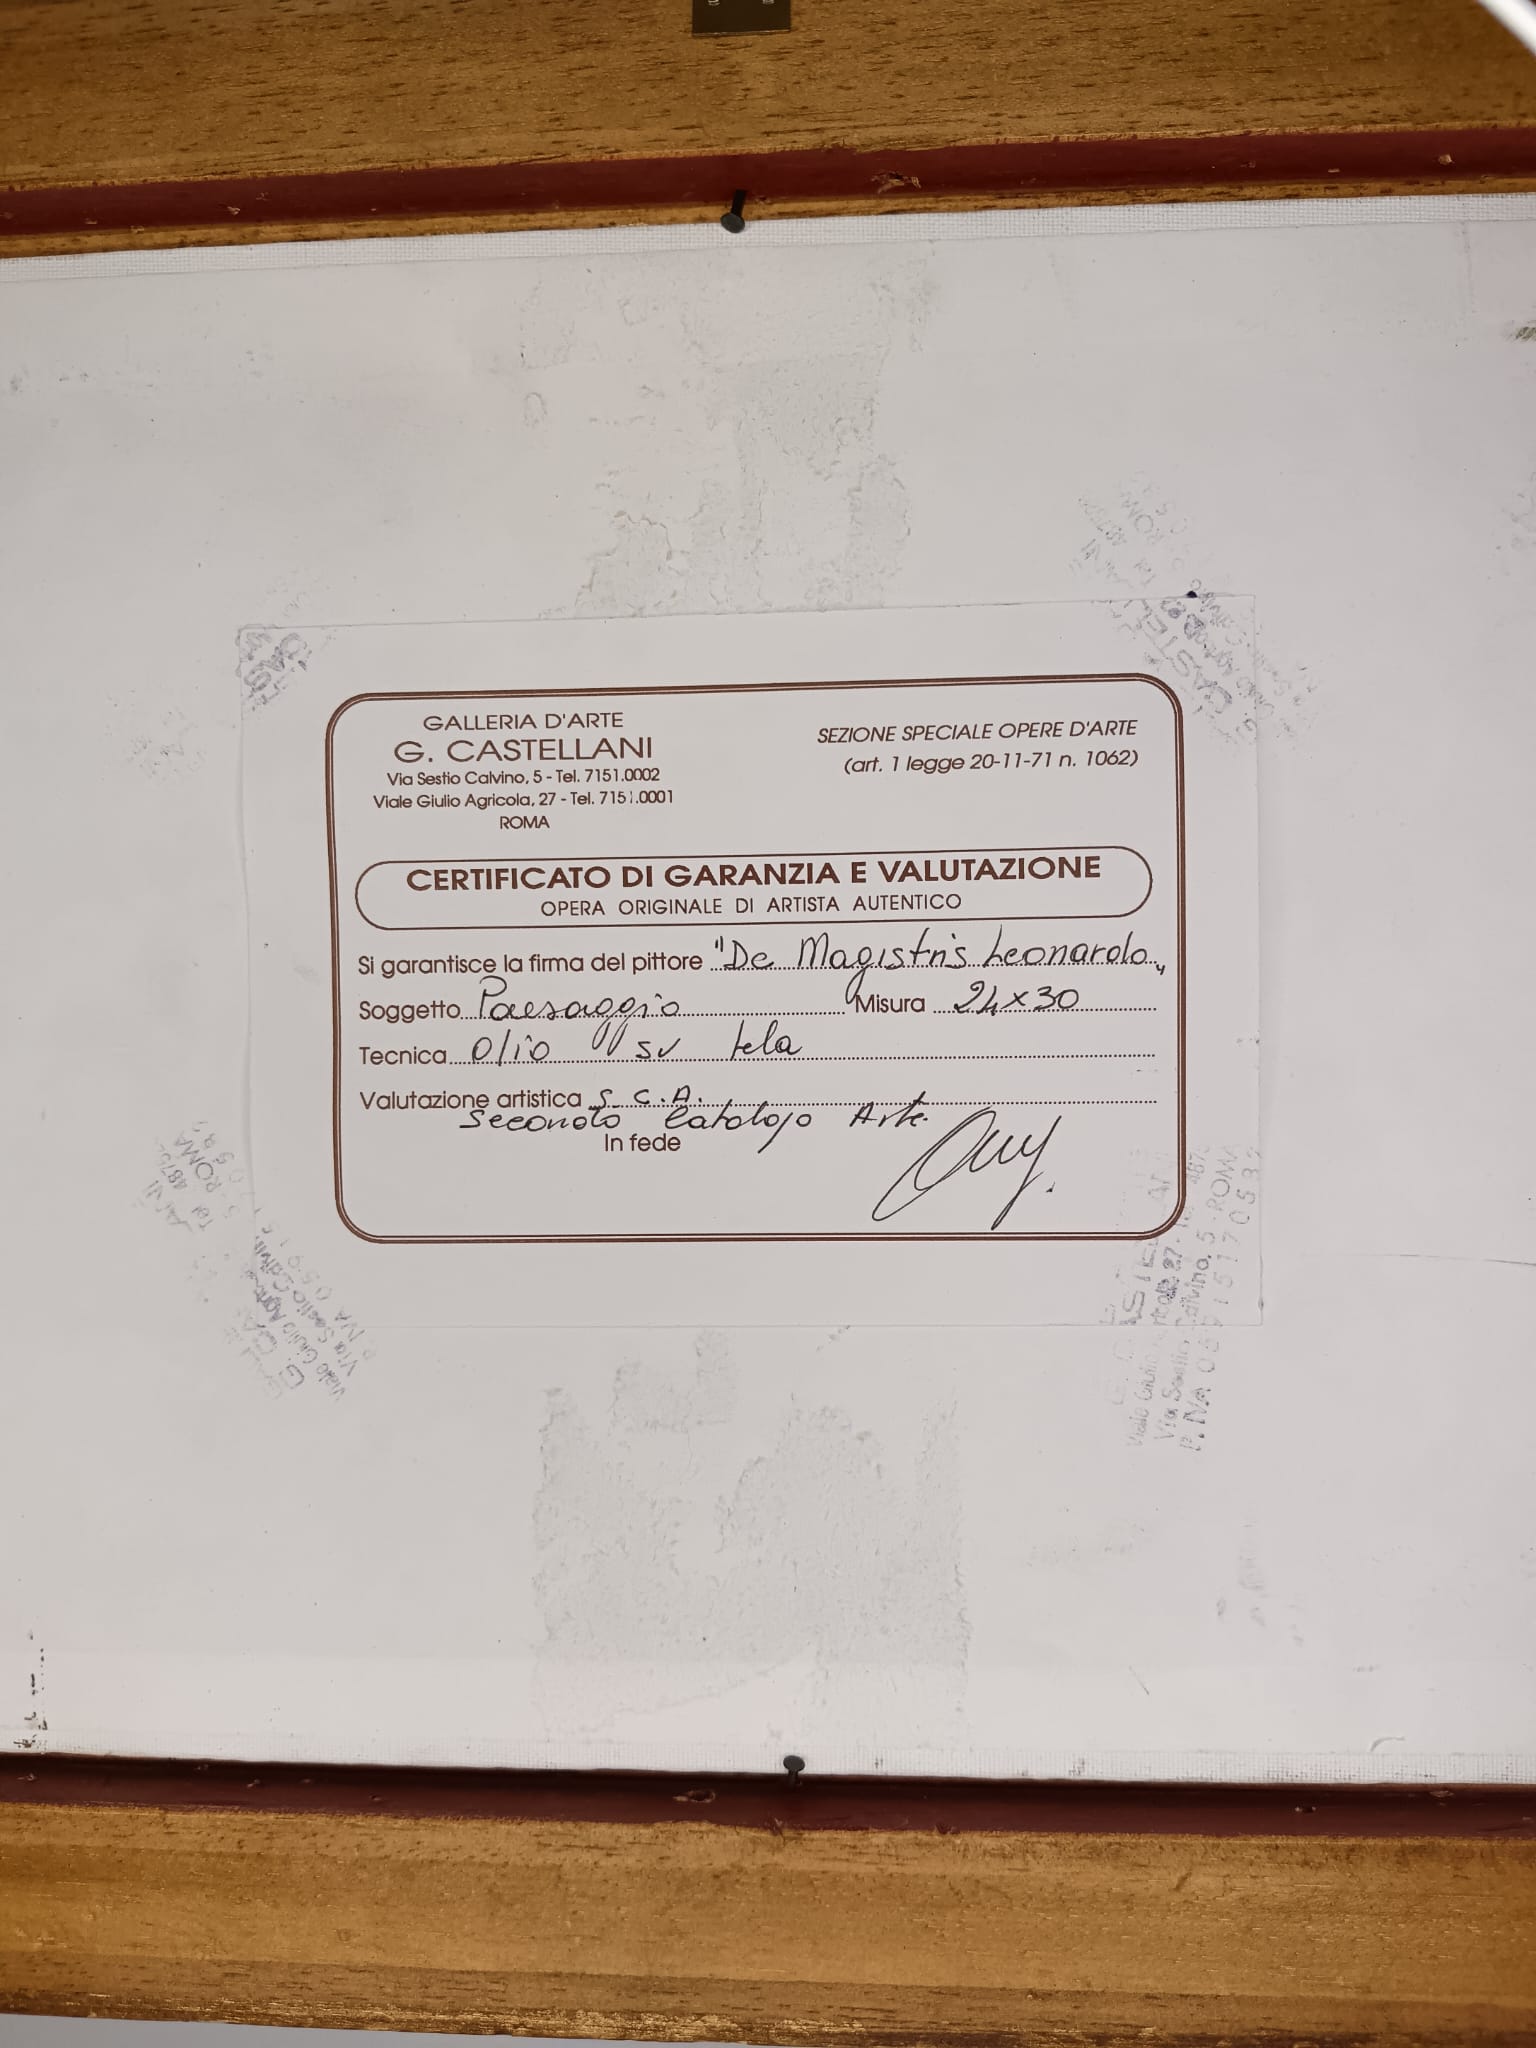 GALLERIA D'ARTE
G. CASTELLANI
Via Sestio Calvino, 5 - Tel. 7151.0002
Viale Giulio Agricola, 27 - Tel. 7151.0001
ROMA
SEZIONE SPECIALE OPERE D'ARTE
(art. 1 legge 20-11-71 n. 1062)
CERTIFICATO DI GARANZIA E VALUTAZIONE
OPERA ORIGINALE DI ARTISTA AUTENTICO
Si garantisce la firma del pittore "De Magistris Leonardo"
Soggetto Paesaggio Misura 24x30
Tecnica Olio su tela
Valutazione artistica S.C.A.
Secondo Catalogo Arte
In fede